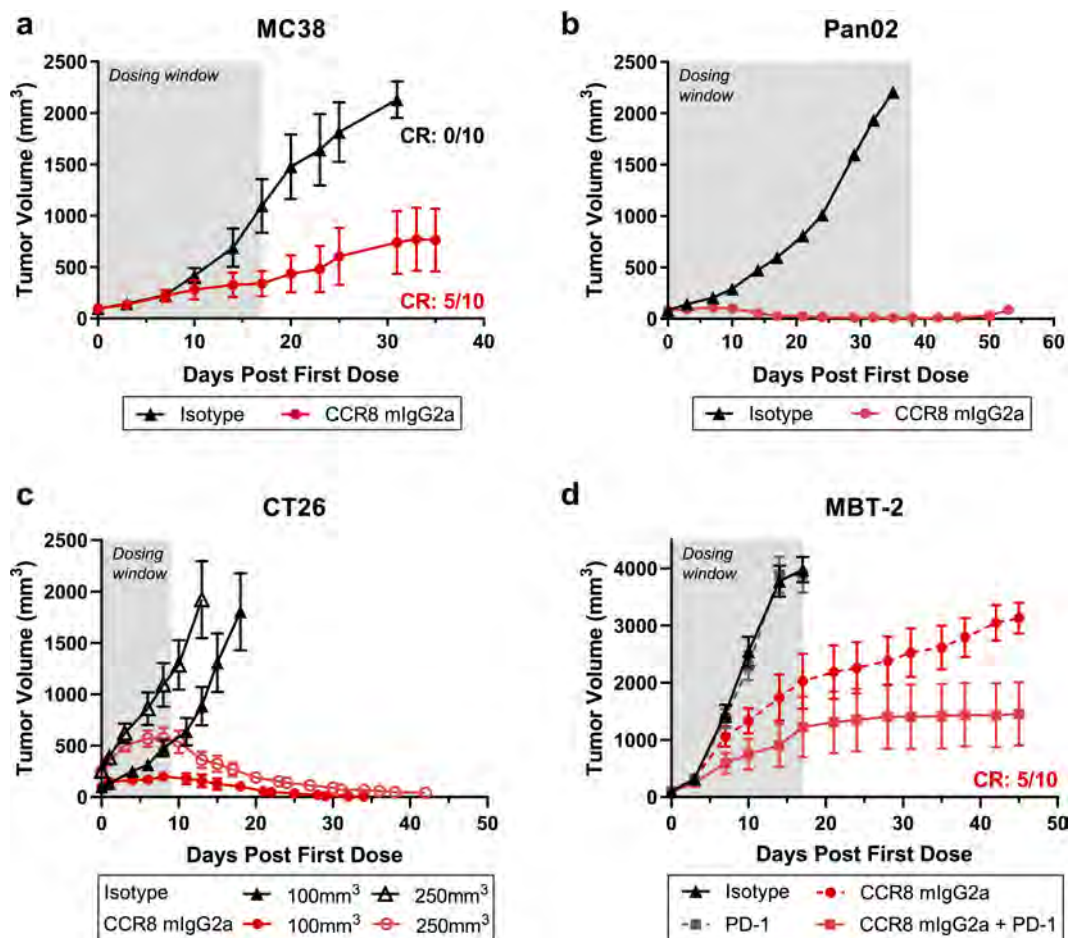 a
MC38
Tumor Volume (mm³)
2500
2000
1500
1000
500
0
Dosing window
CR: 0/10
CR: 5/10
0 10 20 30 40
Days Post First Dose
Isotype CCR8 mIgG2a
b
Pan02
Tumor Volume (mm³)
2500
2000
1500
1000
500
0
Dosing
window
0 10 20 30 40 50 60
Days Post First Dose
Isotype CCR8 mIgG2a
c
CT26
Tumor Volume (mm³)
2500
2000
1500
1000
500
0
Dosing
window
0 10 20 30 40 50
Days Post First Dose
Isotype 100mm³ 250mm³
CCR8 mIgG2a 100mm³ 250mm³
d
MBT-2
Tumor Volume (mm³)
4000
3000
2000
1000
0
Dosing
window
CR: 5/10
0 10 20 30 40 50
Days Post First Dose
Isotype CCR8 mIgG2a
PD-1 CCR8 mIgG2a + PD-1